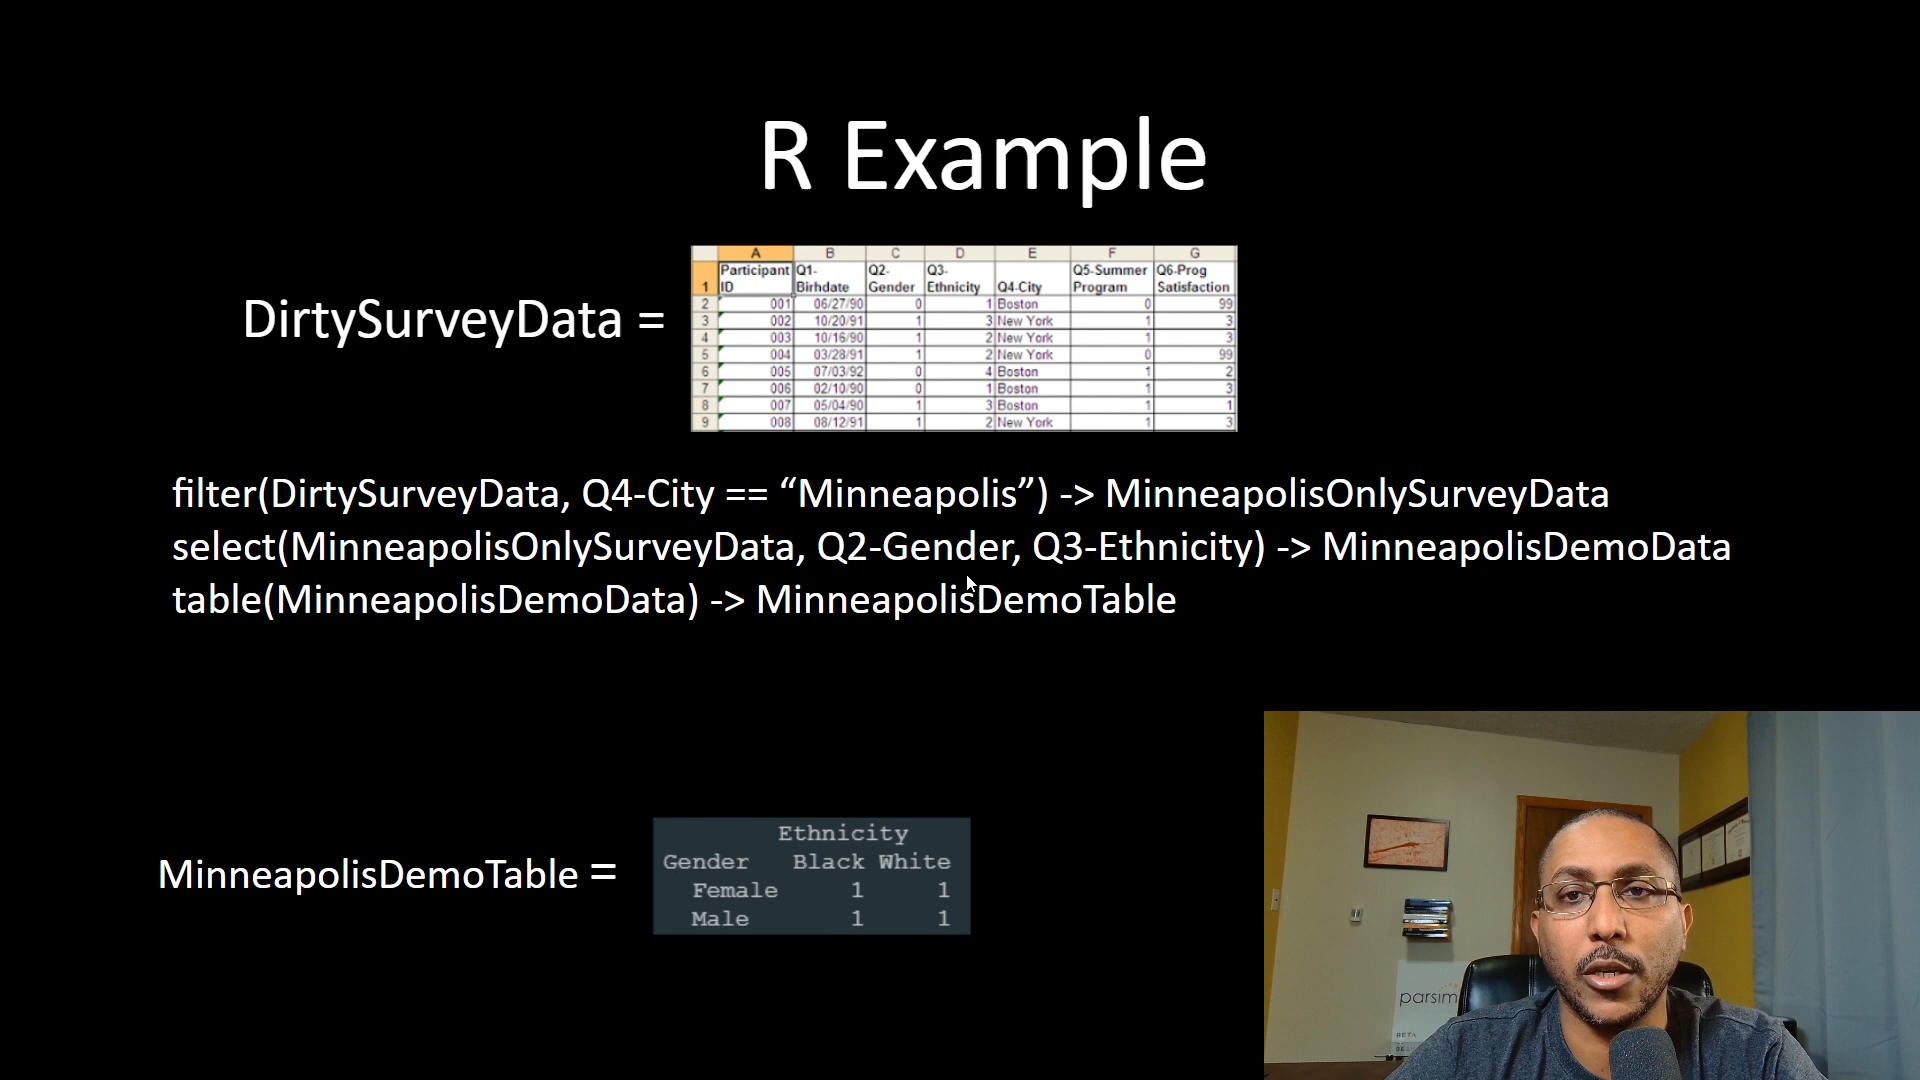 R Example
DirtySurveyData =
A B C D E F G
1 Participant ID Q1-Birhdate Q2-Gender Q3-Ethnicity Q4-City Q5-Summer Program Q6-Prog Satisfaction
2 001 06/27/90 0 1 Boston 0 99
3 002 10/20/91 1 3 New York 1 3
4 003 10/16/90 1 2 New York 1 3
5 004 03/28/91 1 2 New York 0 99
6 005 07/03/92 0 4 Boston 1 2
7 006 02/10/90 0 1 Boston 1 3
8 007 05/04/90 1 3 Boston 1 1
9 008 08/12/91 1 2 New York 1 3
filter(DirtySurveyData, Q4-City == “Minneapolis”) -> MinneapolisOnlySurveyData
select(MinneapolisOnlySurveyData, Q2-Gender, Q3-Ethnicity) -> MinneapolisDemoData
table(MinneapolisDemoData) -> MinneapolisDemoTable
MinneapolisDemoTable =
Ethnicity
Gender Black White
Female 1 1
Male 1 1
parsim
BETA